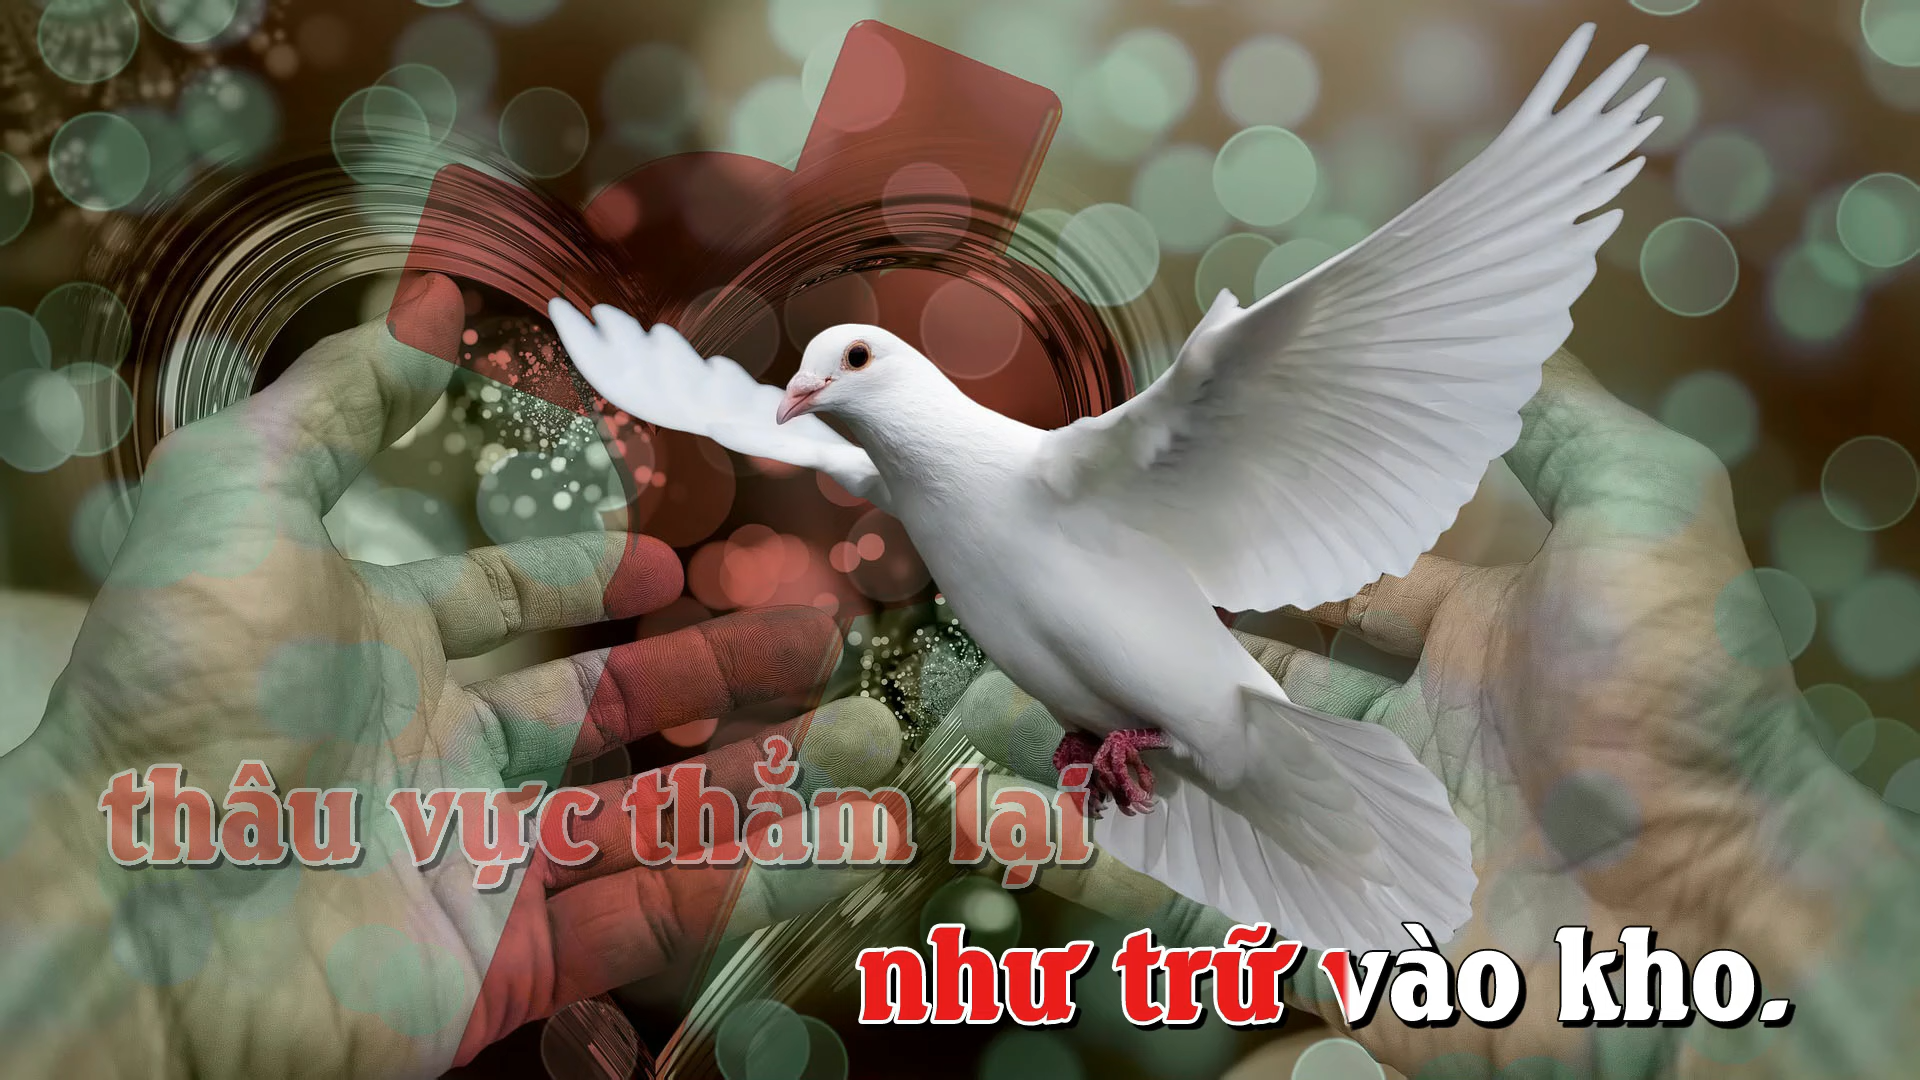 thâu vực thẳm lại
như trữ vào kho.